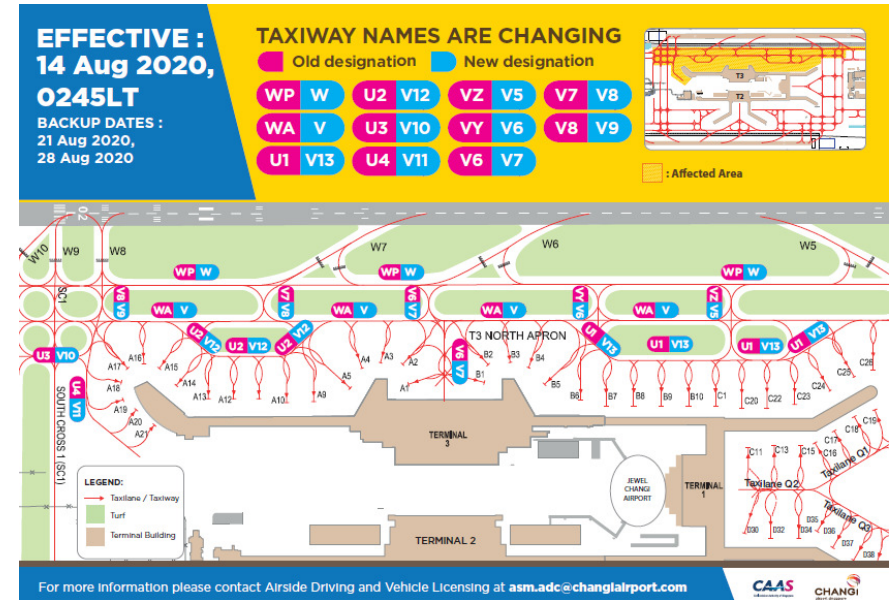 EFFECTIVE :
14 Aug 2020,
0245LT
BACKUP DATES :
21 Aug 2020,
28 Aug 2020
TAXIWAY NAMES ARE CHANGING
Old designation New designation
WP W U2 V12 VZ V5 V7 V8
WA V U3 V10 VY V6 V8 V9
U1 V13 U4 V11 V6 V7
T3
T2
: Affected Area
02
W10 W9 W8 W7 W6 W5
WP W WP W WP W
SC1 V8 V9 V7 V8 V6 V7 VY V6 VZ V5
WA V WA V WA V WA V
U2 V12 U2 V12 U2 V12 T3 NORTH APRON U1 V13 U1 V13 U1 V13 U1 V13
U3 V10 A17 A16 A15 A4 A3 A2 V6 V7 B2 B3 B4 C26
U4 V11 A18 A14 A5 A1 B1 B5 C24 C25
A19 A13 A12 A10 A9 B6 B7 B8 B9 B10 C1 C20 C22 C23
A20
A21
SOUTH CROSS 1 (SC1)
TERMINAL
3
C19
C18
C17
C11 C13 C15 C16
Taxilane Q1
LEGEND:
Taxilane / Taxiway
Turf
Terminal Building
JEWEL
CHANGI
AIRPORT
TERMINAL
1
Taxilane Q2
Taxilane Q3
D30 D32 D34 D35 D36 D37 D38
TERMINAL 2
For more information please contact Airside Driving and Vehicle Licensing at asm.adc@changiairport.com
CAAS
CHANGI